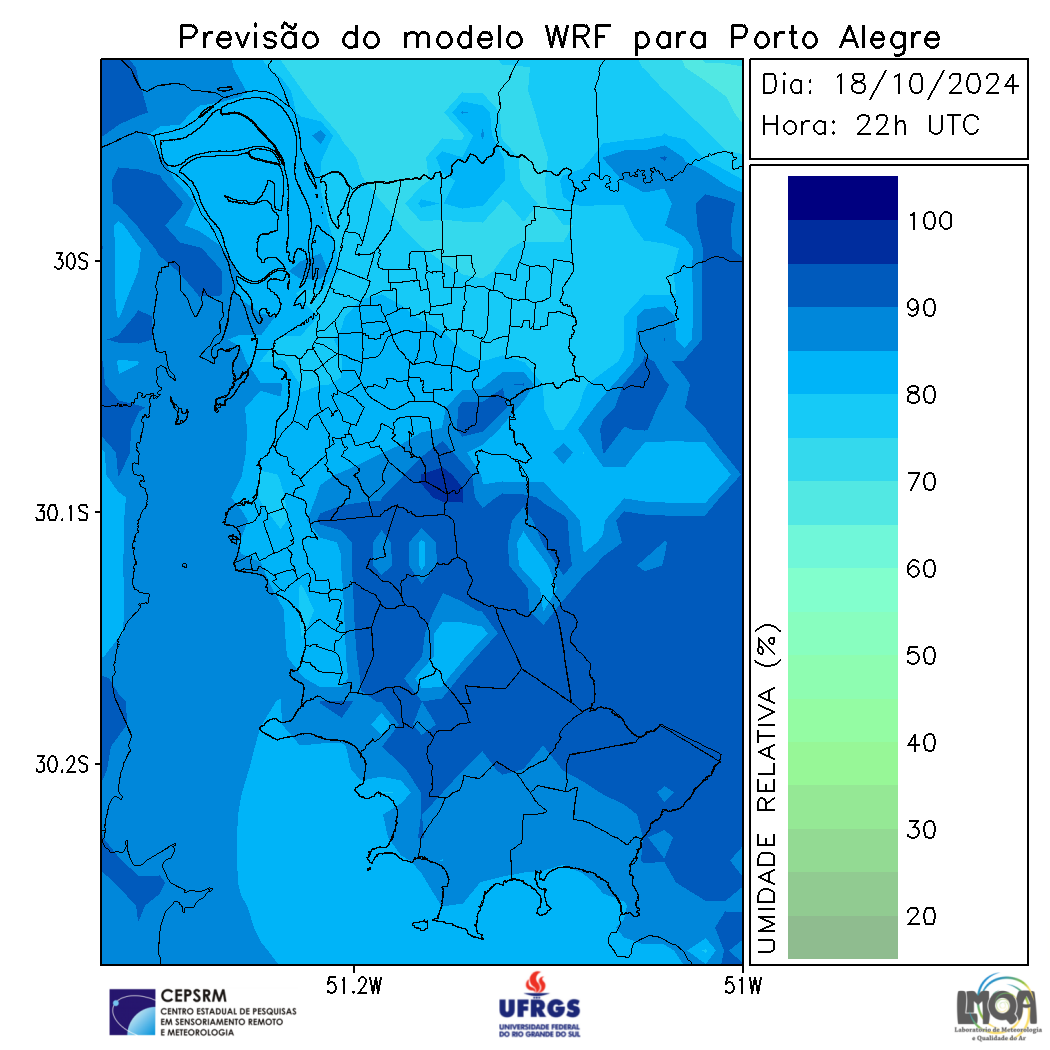 Previsão do modelo WRF para Porto Alegre
Dia: 18/10/2024
Hora: 22h UTC
30S
30.1S
30.2S
51.2W
51W
UMIDADE RELATIVA (%)
100
90
80
70
60
50
40
30
20
CEPSRM
CENTRO ESTADUAL DE PESQUISAS
EM SENSORIAMENTO REMOTO
E METEOROLOGIA
UFRGS
UNIVERSIDADE FEDERAL
DO RIO GRANDE DO SUL
LMQA
Laboratório de Meteorologia
e Qualidade do Ar